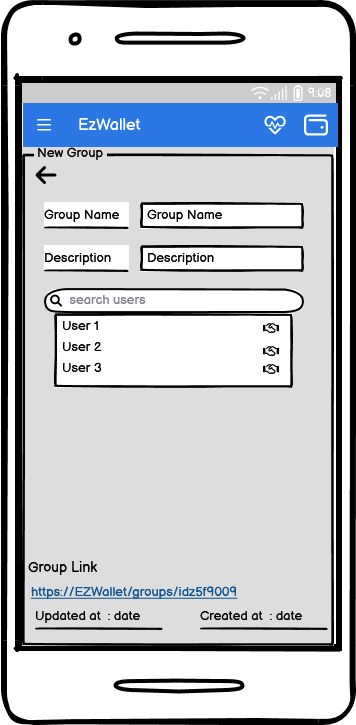 9:08
EzWallet
New Group
Group Name Group Name
Description Description
search users
User 1
User 2
User 3
Group Link
https://EZWallet/groups/idz5f9009
Updated at : date Created at : date